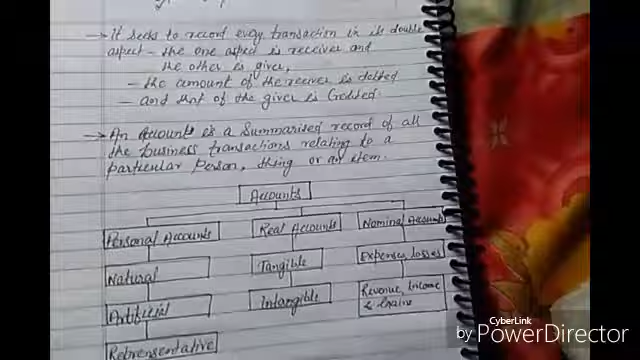 → It seeks to record every transaction in its double
aspect - the one aspect is receiver and
the other is giver,
- the amount of the reciver is debted
- and that of the giver is Credited.
→ An Account is a Summarised record of all
the business transactions relating to a
particular Person, thing or an item.
Accounts
Personal Accounts
Real Accounts
Nominal Accounts
Natural
Tangible
Expenses, losses
Artificial
Intangible
Revenue, Income
& Gains
Representative
CyberLink
by PowerDirector